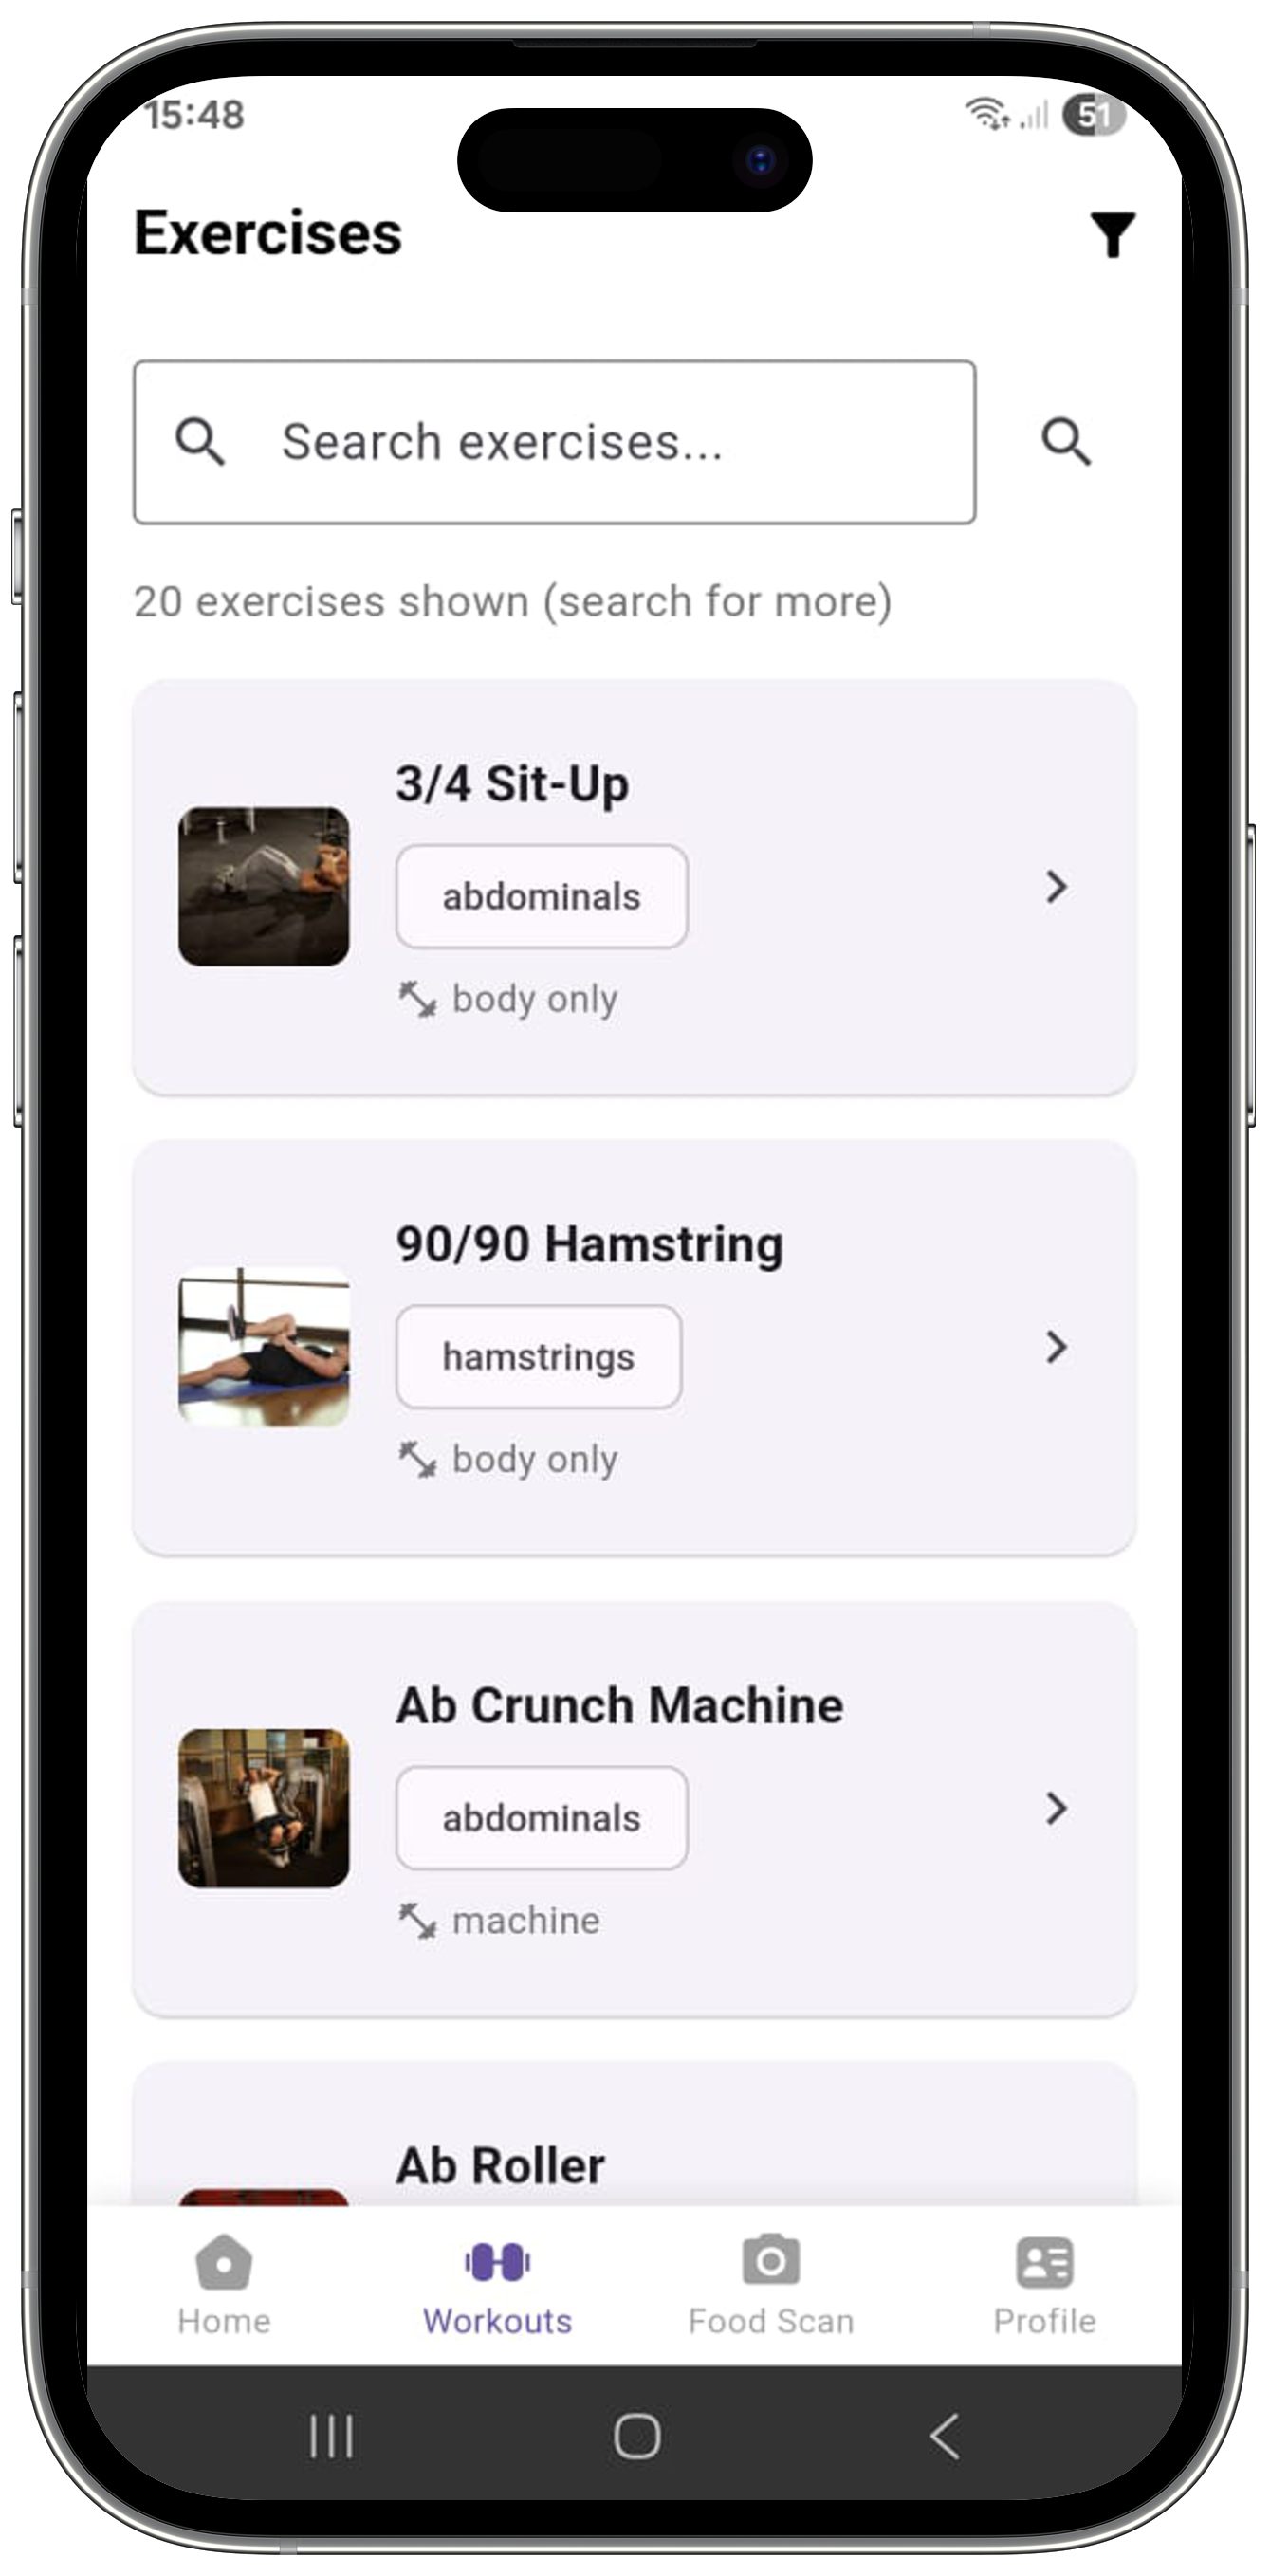 15:48
51
Exercises
Search exercises...
20 exercises shown (search for more)
3/4 Sit-Up
abdominals
body only
90/90 Hamstring
hamstrings
body only
Ab Crunch Machine
abdominals
machine
Ab Roller
Home Workouts Food Scan Profile